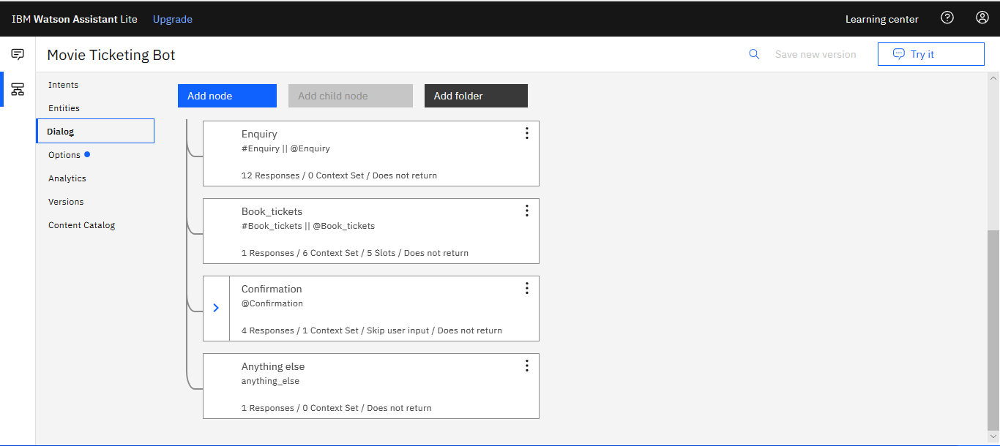 IBM Watson Assistant Lite Upgrade Learning center
Movie Ticketing Bot Save new version Try it
Intents
Entities
Dialog
Options
Analytics
Versions
Content Catalog
Add node Add child node Add folder
Enquiry
#Enquiry || @Enquiry
12 Responses / 0 Context Set / Does not return
Book_tickets
#Book_tickets || @Book_tickets
1 Responses / 6 Context Set / 5 Slots / Does not return
Confirmation
@Confirmation
4 Responses / 1 Context Set / Skip user input / Does not return
Anything else
anything_else
1 Responses / 0 Context Set / Does not return